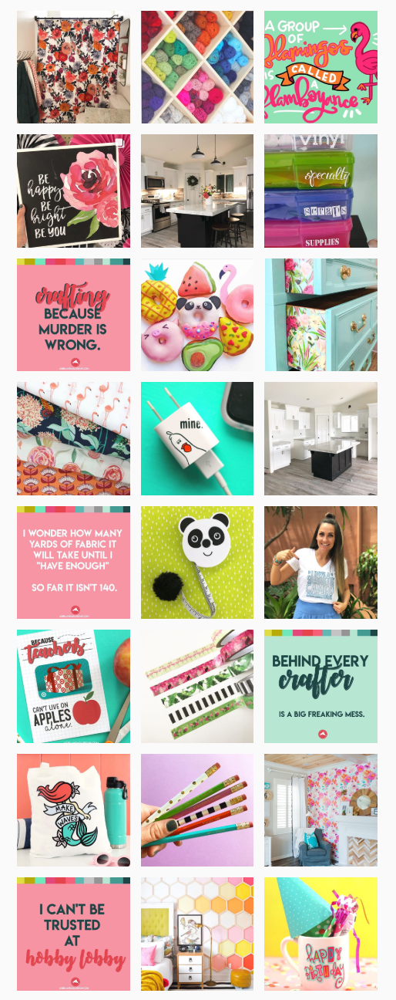 A GROUP
OF
Flamingos
IS CALLED
A
Flamboyance
BE
happy
BE
bright
BE YOU
vinyl
specialty
scraps
SUPPLIES
crafting
BECAUSE
MURDER IS
WRONG.
mine.
I WONDER HOW MANY
YARDS OF FABRIC IT
WILL TAKE UNTIL I
"HAVE ENOUGH"
SO FAR IT ISN'T 140.
BECAUSE
teachers
CAN'T LIVE ON
APPLES
alone.
BEHIND EVERY
crafter
IS A BIG FREAKING MESS.
MAKE
WAVES
I CAN'T BE
TRUSTED
AT
hobby lobby
HAPPY
BIRTHDAY